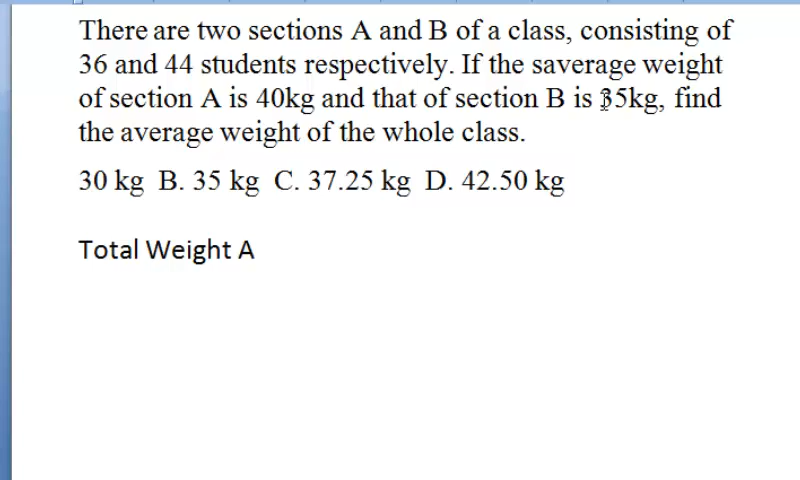 There are two sections A and B of a class, consisting of
36 and 44 students respectively. If the saverage weight
of section A is 40kg and that of section B is 35kg, find
the average weight of the whole class.
30 kg B. 35 kg C. 37.25 kg D. 42.50 kg
Total Weight A